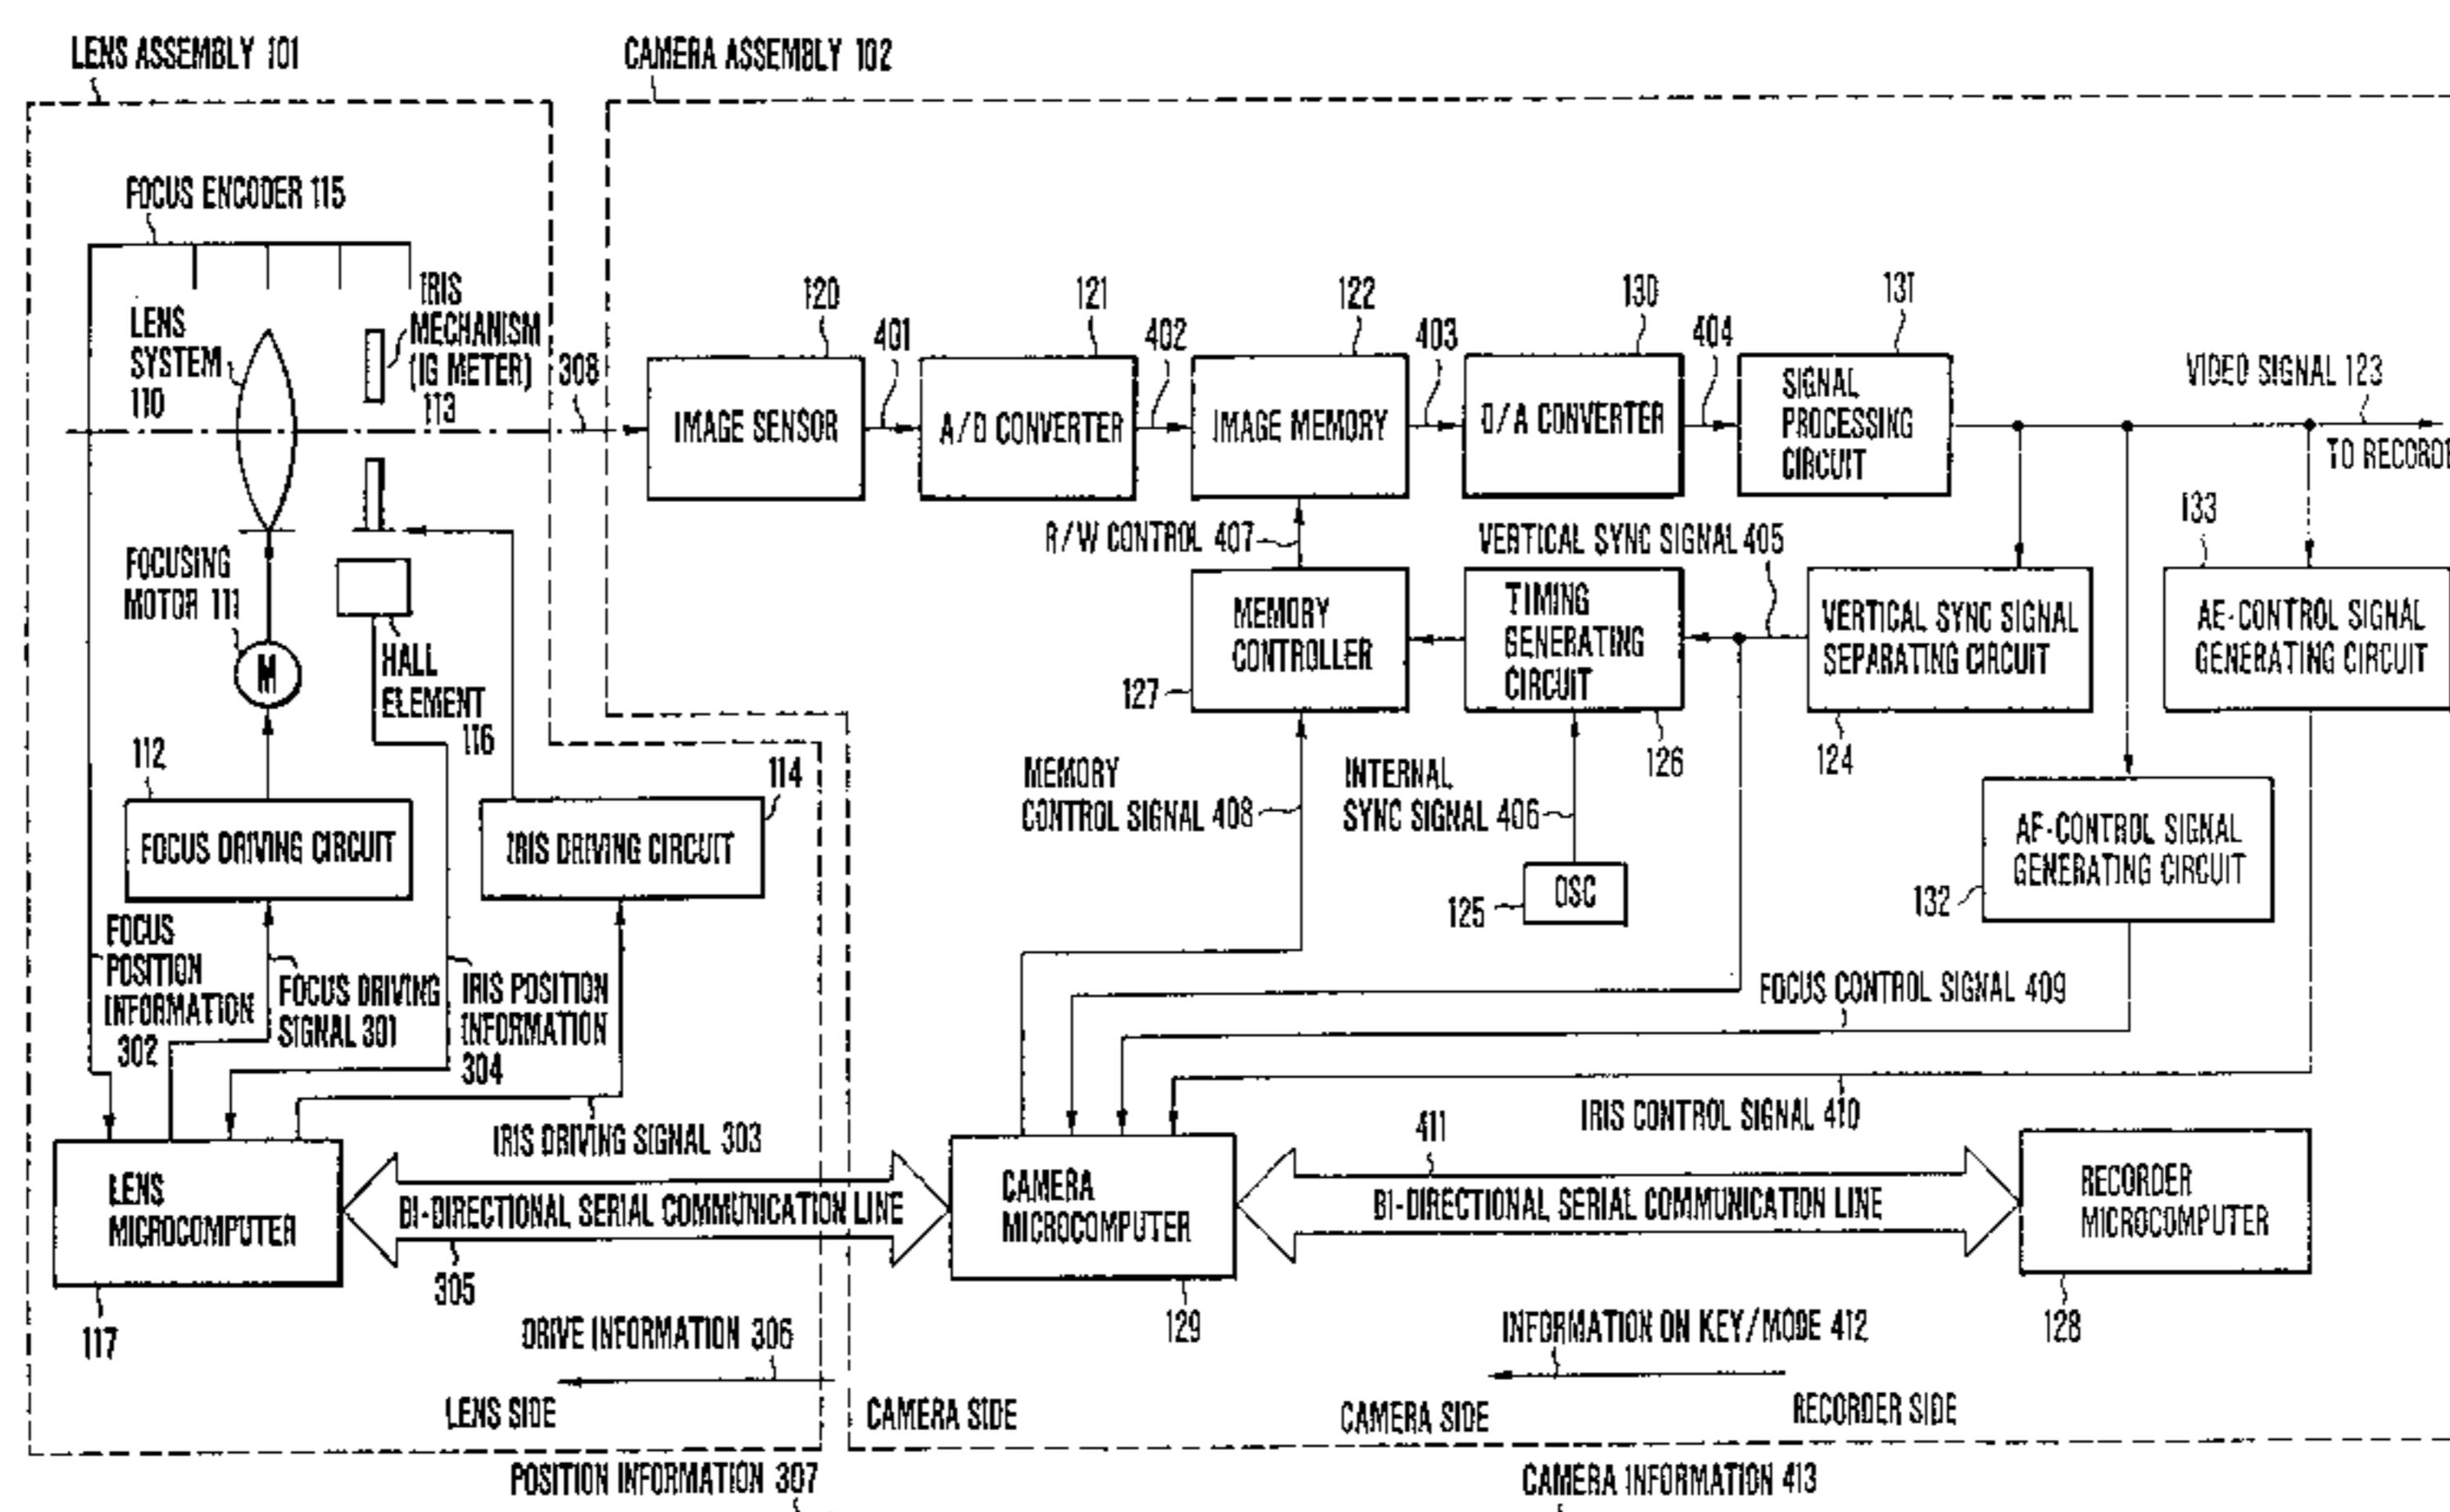 LENS ASSEMBLY 101
CAMERA ASSEMBLY 102
FOCUS ENCODER 115
LENS
SYSTEM
110
IRIS
MECHANISM
(IG METER)
113
308
120
401
121
402
122
403
130
404
131
IMAGE SENSOR
A/D CONVERTER
IMAGE MEMORY
D/A CONVERTER
SIGNAL
PROCESSING
CIRCUIT
VIDEO SIGNAL 123
TO
R/W CONTROL 407
VERTICAL SYNC SIGNAL 405
133
FOCUSING
MOTOR 111
M
HALL
ELEMENT
116
MEMORY
CONTROLLER
127
TIMING
GENERATING
CIRCUIT
126
VERTICAL SYNC SIGNAL
SEPARATING CIRCUIT
124
AE-CONTROL SIGNAL
GENERATING CIRCUIT
112
114
MEMORY
CONTROL SIGNAL 408
INTERNAL
SYNC SIGNAL 406
FOCUS DRIVING CIRCUIT
IRIS DRIVING CIRCUIT
125
OSC
AF-CONTROL SIGNAL
GENERATING CIRCUIT
132
FOCUS
POSITION
INFORMATION
302
FOCUS DRIVING
SIGNAL 301
IRIS POSITION
INFORMATION
304
FOCUS CONTROL SIGNAL 409
IRIS DRIVING SIGNAL 303
IRIS CONTROL SIGNAL 410
411
LENS
MICROCOMPUTER
BI-DIRECTIONAL SERIAL COMMUNICATION LINE
CAMERA
MICROCOMPUTER
BI-DIRECTIONAL SERIAL COMMUNICATION LINE
RECORDER
MICROCOMPUTER
305
117
129
128
DRIVE INFORMATION 306
INFORMATION ON KEY/MODE 412
LENS SIDE
CAMERA SIDE
CAMERA SIDE
RECORDER SIDE
POSITION INFORMATION 307
CAMERA INFORMATION 413